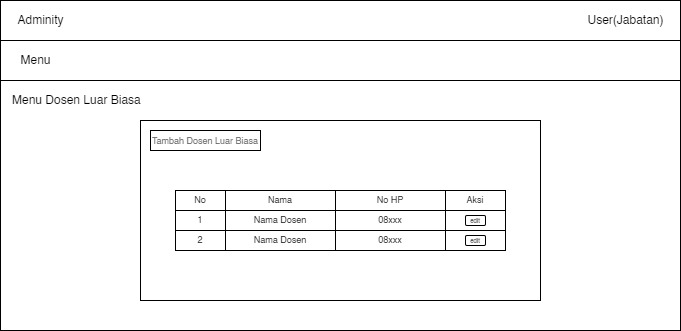 Adminity User(Jabatan)
Menu
Menu Dosen Luar Biasa
Tambah Dosen Luar Biasa
No Nama No HP Aksi
1 Nama Dosen 08xxx edit
2 Nama Dosen 08xxx edit